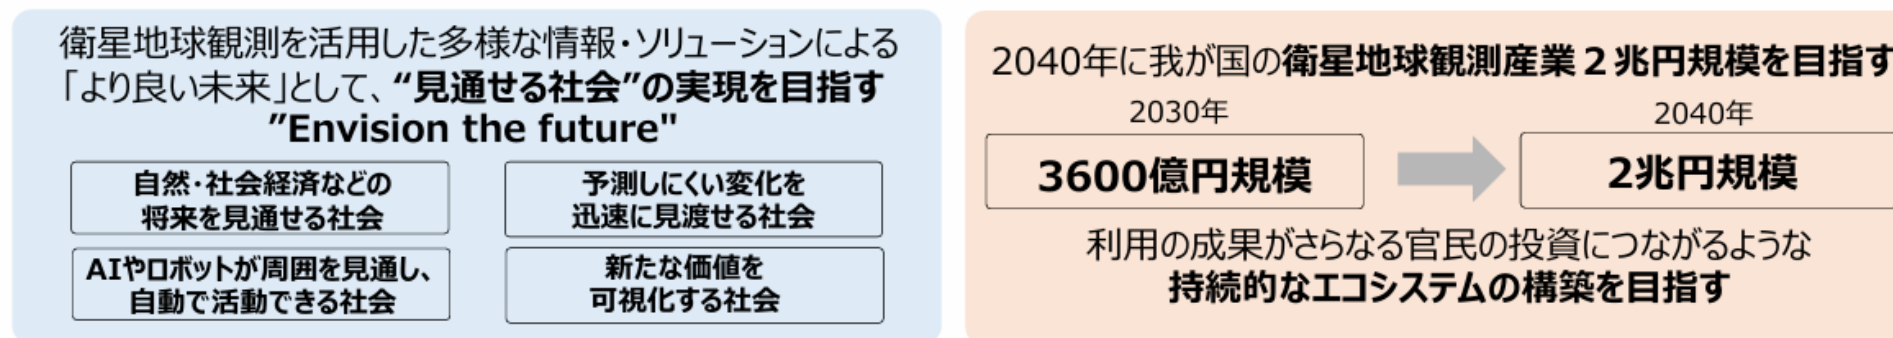 衛星地球観測を活用した多様な情報・ソリューションによる
「より良い未来」として、“見通せる社会”の実現を目指す
”Envision the future"
自然・社会経済などの
将来を見通せる社会
予測しにくい変化を
迅速に見渡せる社会
AIやロボットが周囲を見通し、
自動で活動できる社会
新たな価値を
可視化する社会
2040年に我が国の衛星地球観測産業２兆円規模を目指す
2030年
2040年
3600億円規模
2兆円規模
利用の成果がさらなる官民の投資につながるような
持続的なエコシステムの構築を目指す